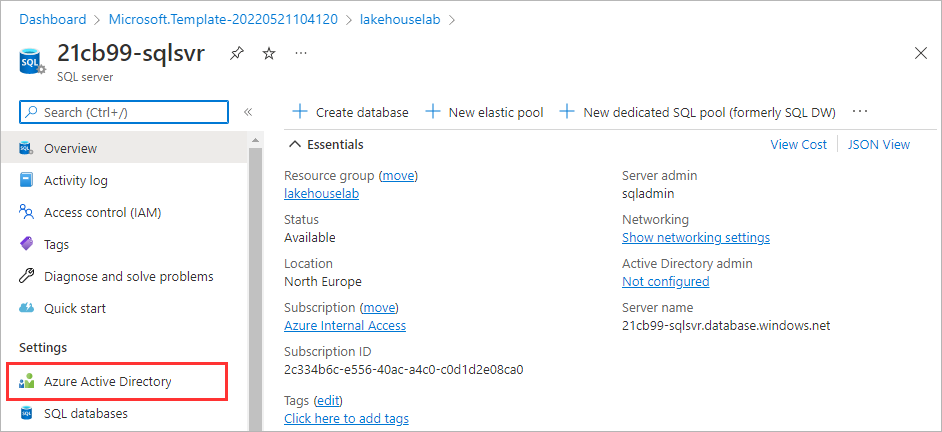 Dashboard > Microsoft.Template-20220521104120 > lakehouselab >
21cb99-sqlsvr ...
SQL server
Search (Ctrl+/) «
Overview
Activity log
Access control (IAM)
Tags
Diagnose and solve problems
Quick start
Settings
Azure Active Directory
SQL databases
+ Create database + New elastic pool + New dedicated SQL pool (formerly SQL DW) ...
Essentials View Cost JSON View
Resource group (move)
lakehouselab
Status
Available
Location
North Europe
Subscription (move)
Azure Internal Access
Subscription ID
2c334b6c-e556-40ac-a4c0-c0d1d2e08ca0
Tags (edit)
Click here to add tags
Server admin
sqladmin
Networking
Show networking settings
Active Directory admin
Not configured
Server name
21cb99-sqlsvr.database.windows.net